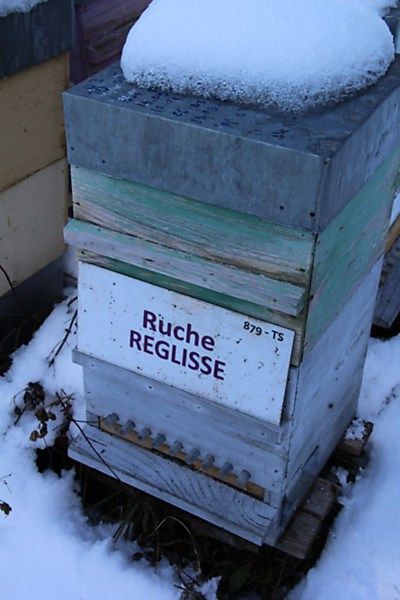 879 - TS
Ruche
REGLISSE